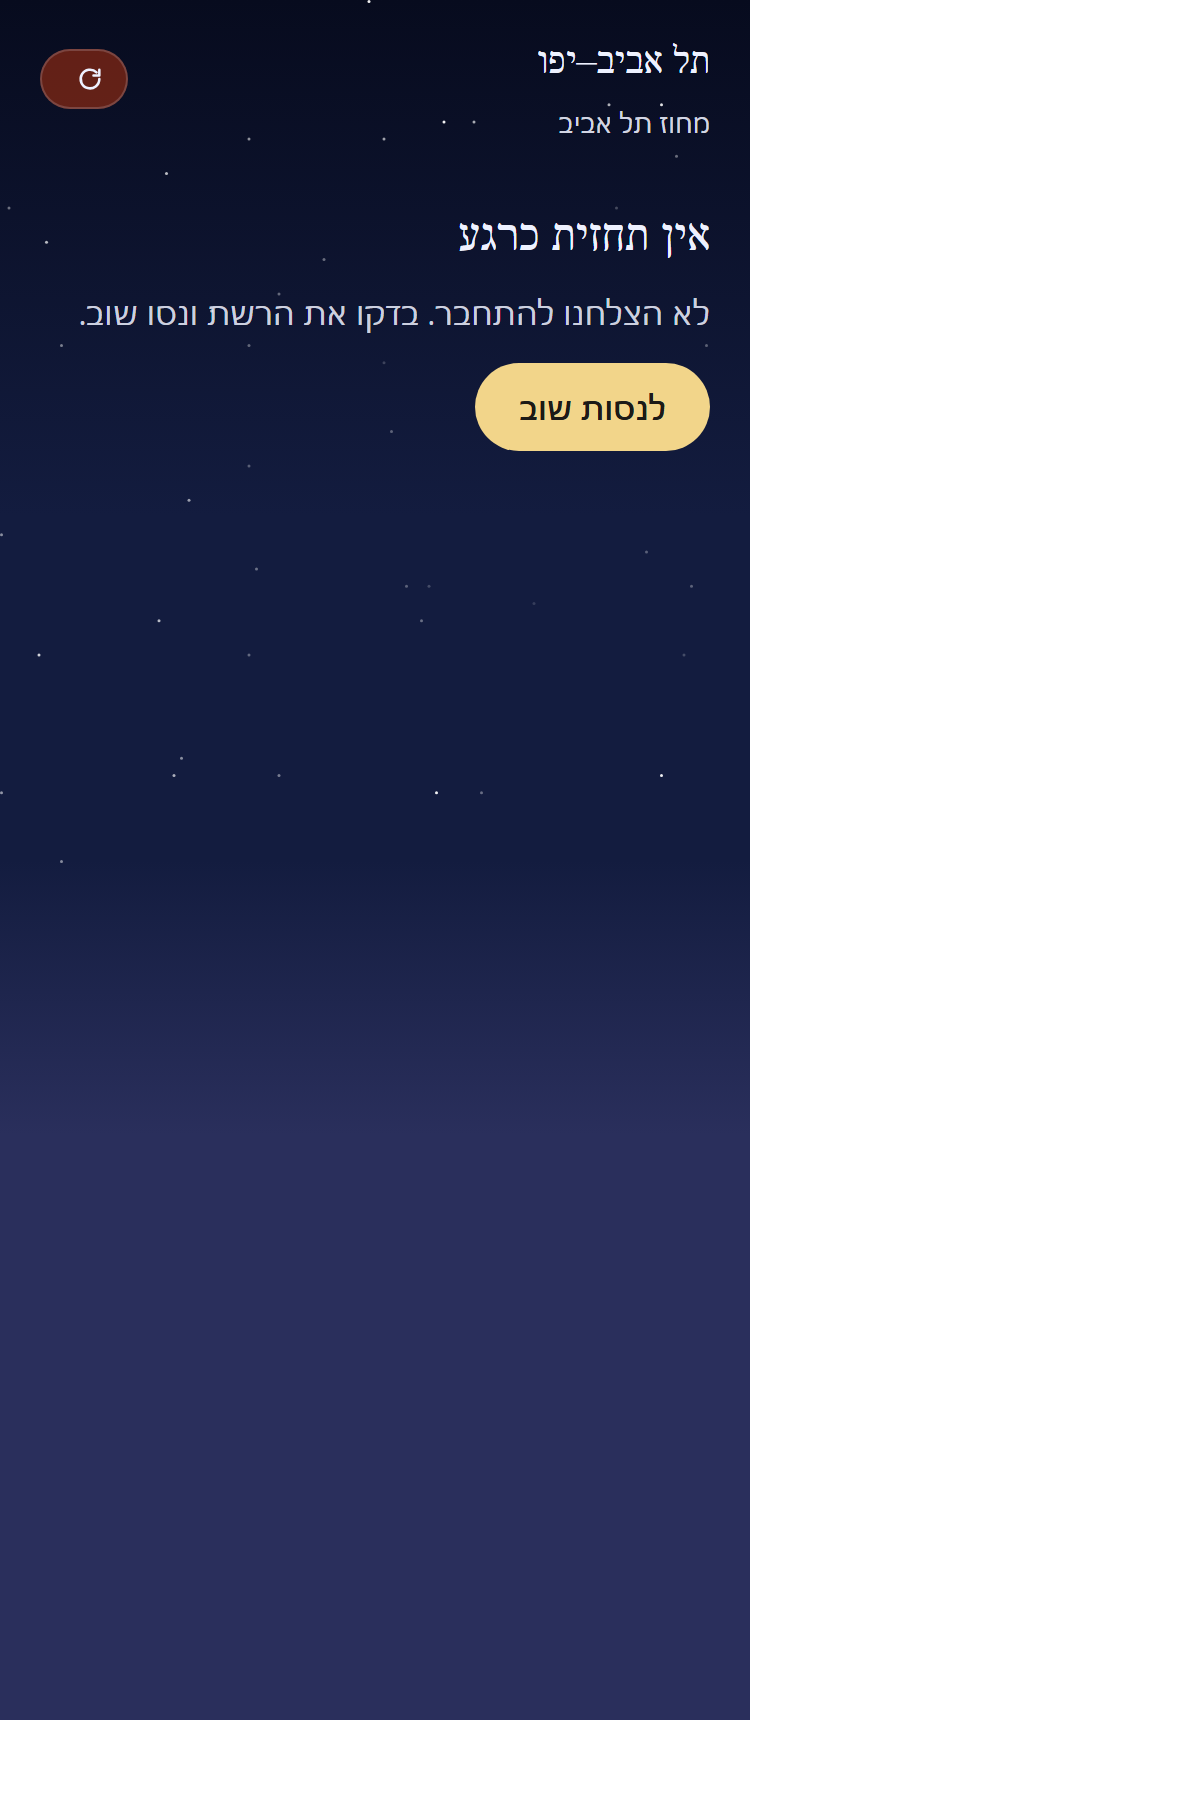 תל אביב–יפו
מחוז תל אביב
אין תחזית כרגע
לא הצלחנו להתחבר. בדקו את הרשת ונסו שוב.
לנסות שוב